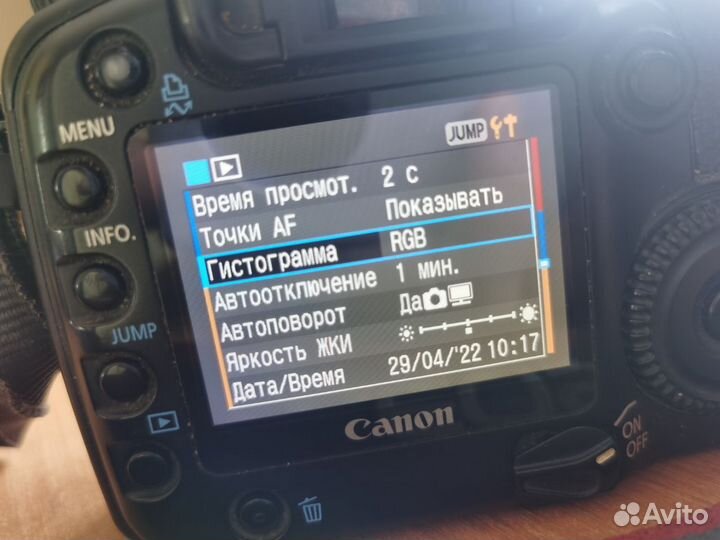 MENU
INFO.
JUMP
JUMP
Время просмот. 2 с
Точки AF Показывать
Гистограмма RGB
Автоотключение 1 мин.
Автоповорот Да
Яркость ЖКИ
Дата/Время 29/04/'22 10:17
Canon
ON
OFF
Avito